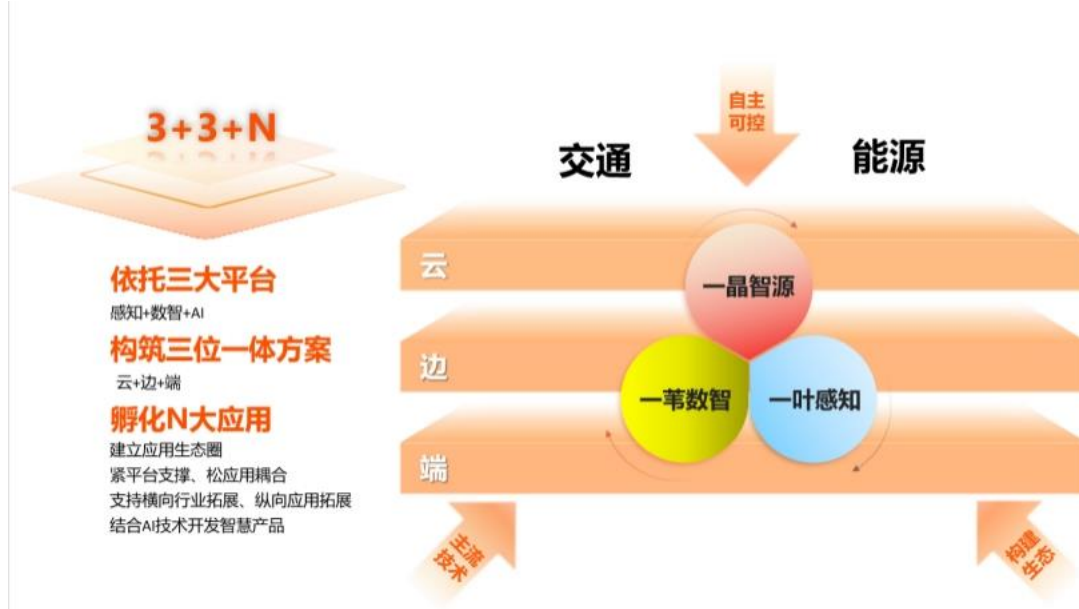 3+3+N
依托三大平台
感知+数智+AI
构筑三位一体方案
云+边+端
孵化N大应用
建立应用生态圈
紧平台支撑、松应用耦合
支持横向行业拓展、纵向应用拓展
结合AI技术开发智慧产品
自主
可控
交通
能源
云
一晶智源
边
一苇数智
一叶感知
端
主流
技术
构建
生态